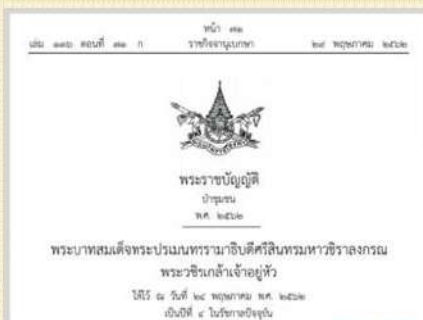 หน้า ๗๑
เล่ม ๑๓๖ ตอนที่ ๗๑ ก ราชกิจจานุเบกษา ๒๙ พฤษภาคม ๒๕๖๒
พระราชบัญญัติ
ป่าชุมชน
พ.ศ. ๒๕๖๒
พระบาทสมเด็จพระปรเมนทรรามาธิบดีศรีสินทรมหาวชิราลงกรณ
พระวชิรเกล้าเจ้าอยู่หัว
ให้ไว้ ณ วันที่ ๒๔ พฤษภาคม พ.ศ. ๒๕๖๒
เป็นปีที่ ๔ ในรัชกาลปัจจุบัน